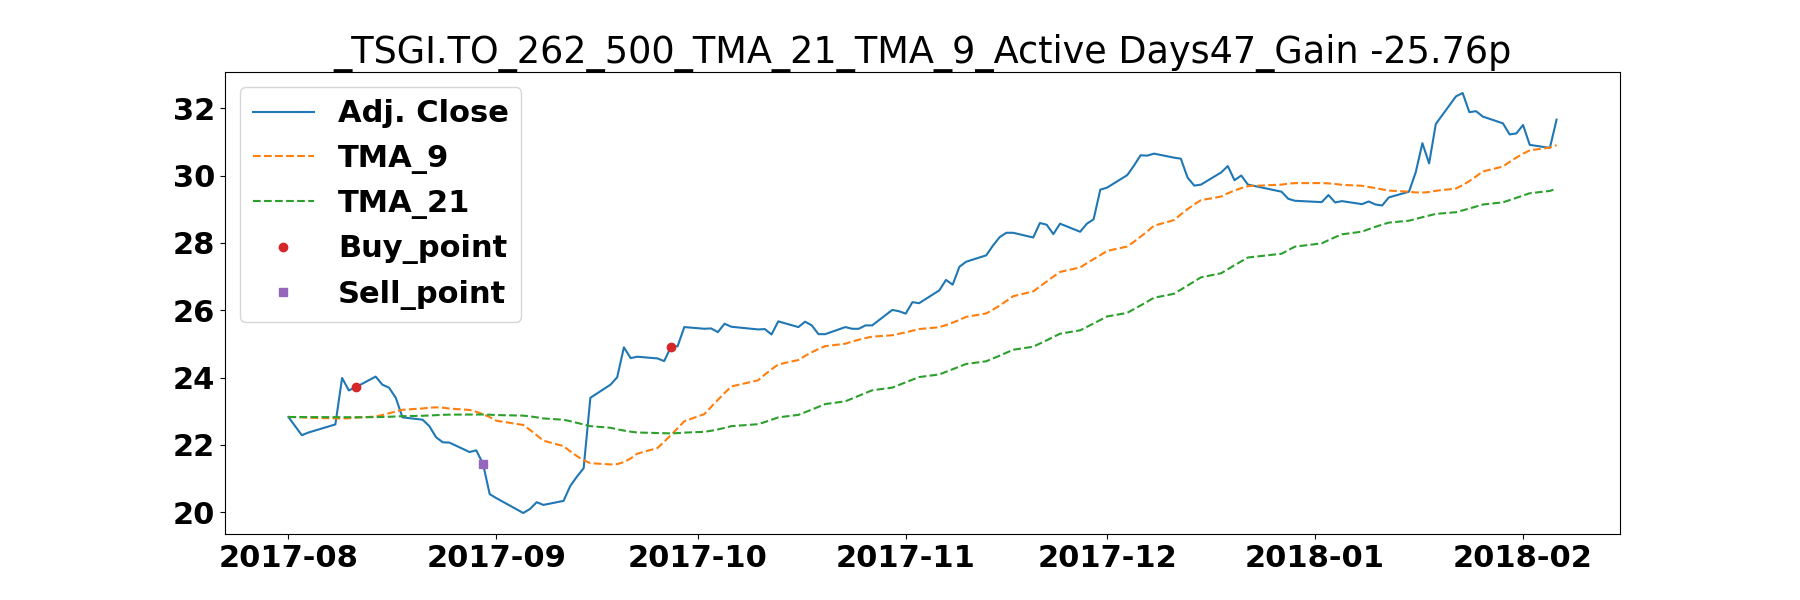 _TSGI.TO_262_500_TMA_21_TMA_9_Active Days47_Gain -25.76p
Adj. Close
TMA_9
TMA_21
Buy_point
Sell_point
32
30
28
26
24
22
20
2017-08 2017-09 2017-10 2017-11 2017-12 2018-01 2018-02